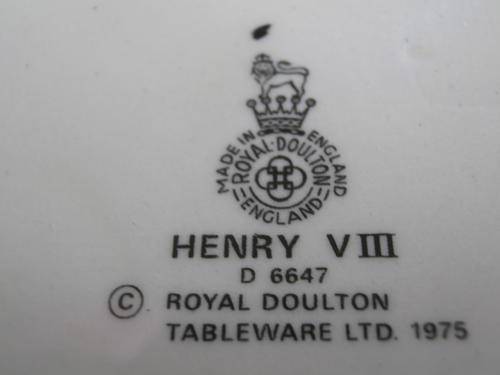 MADE IN ENGLAND
ROYAL·DOULTON
ENGLAND
HENRY VIII
D 6647
© ROYAL DOULTON
TABLEWARE LTD. 1975